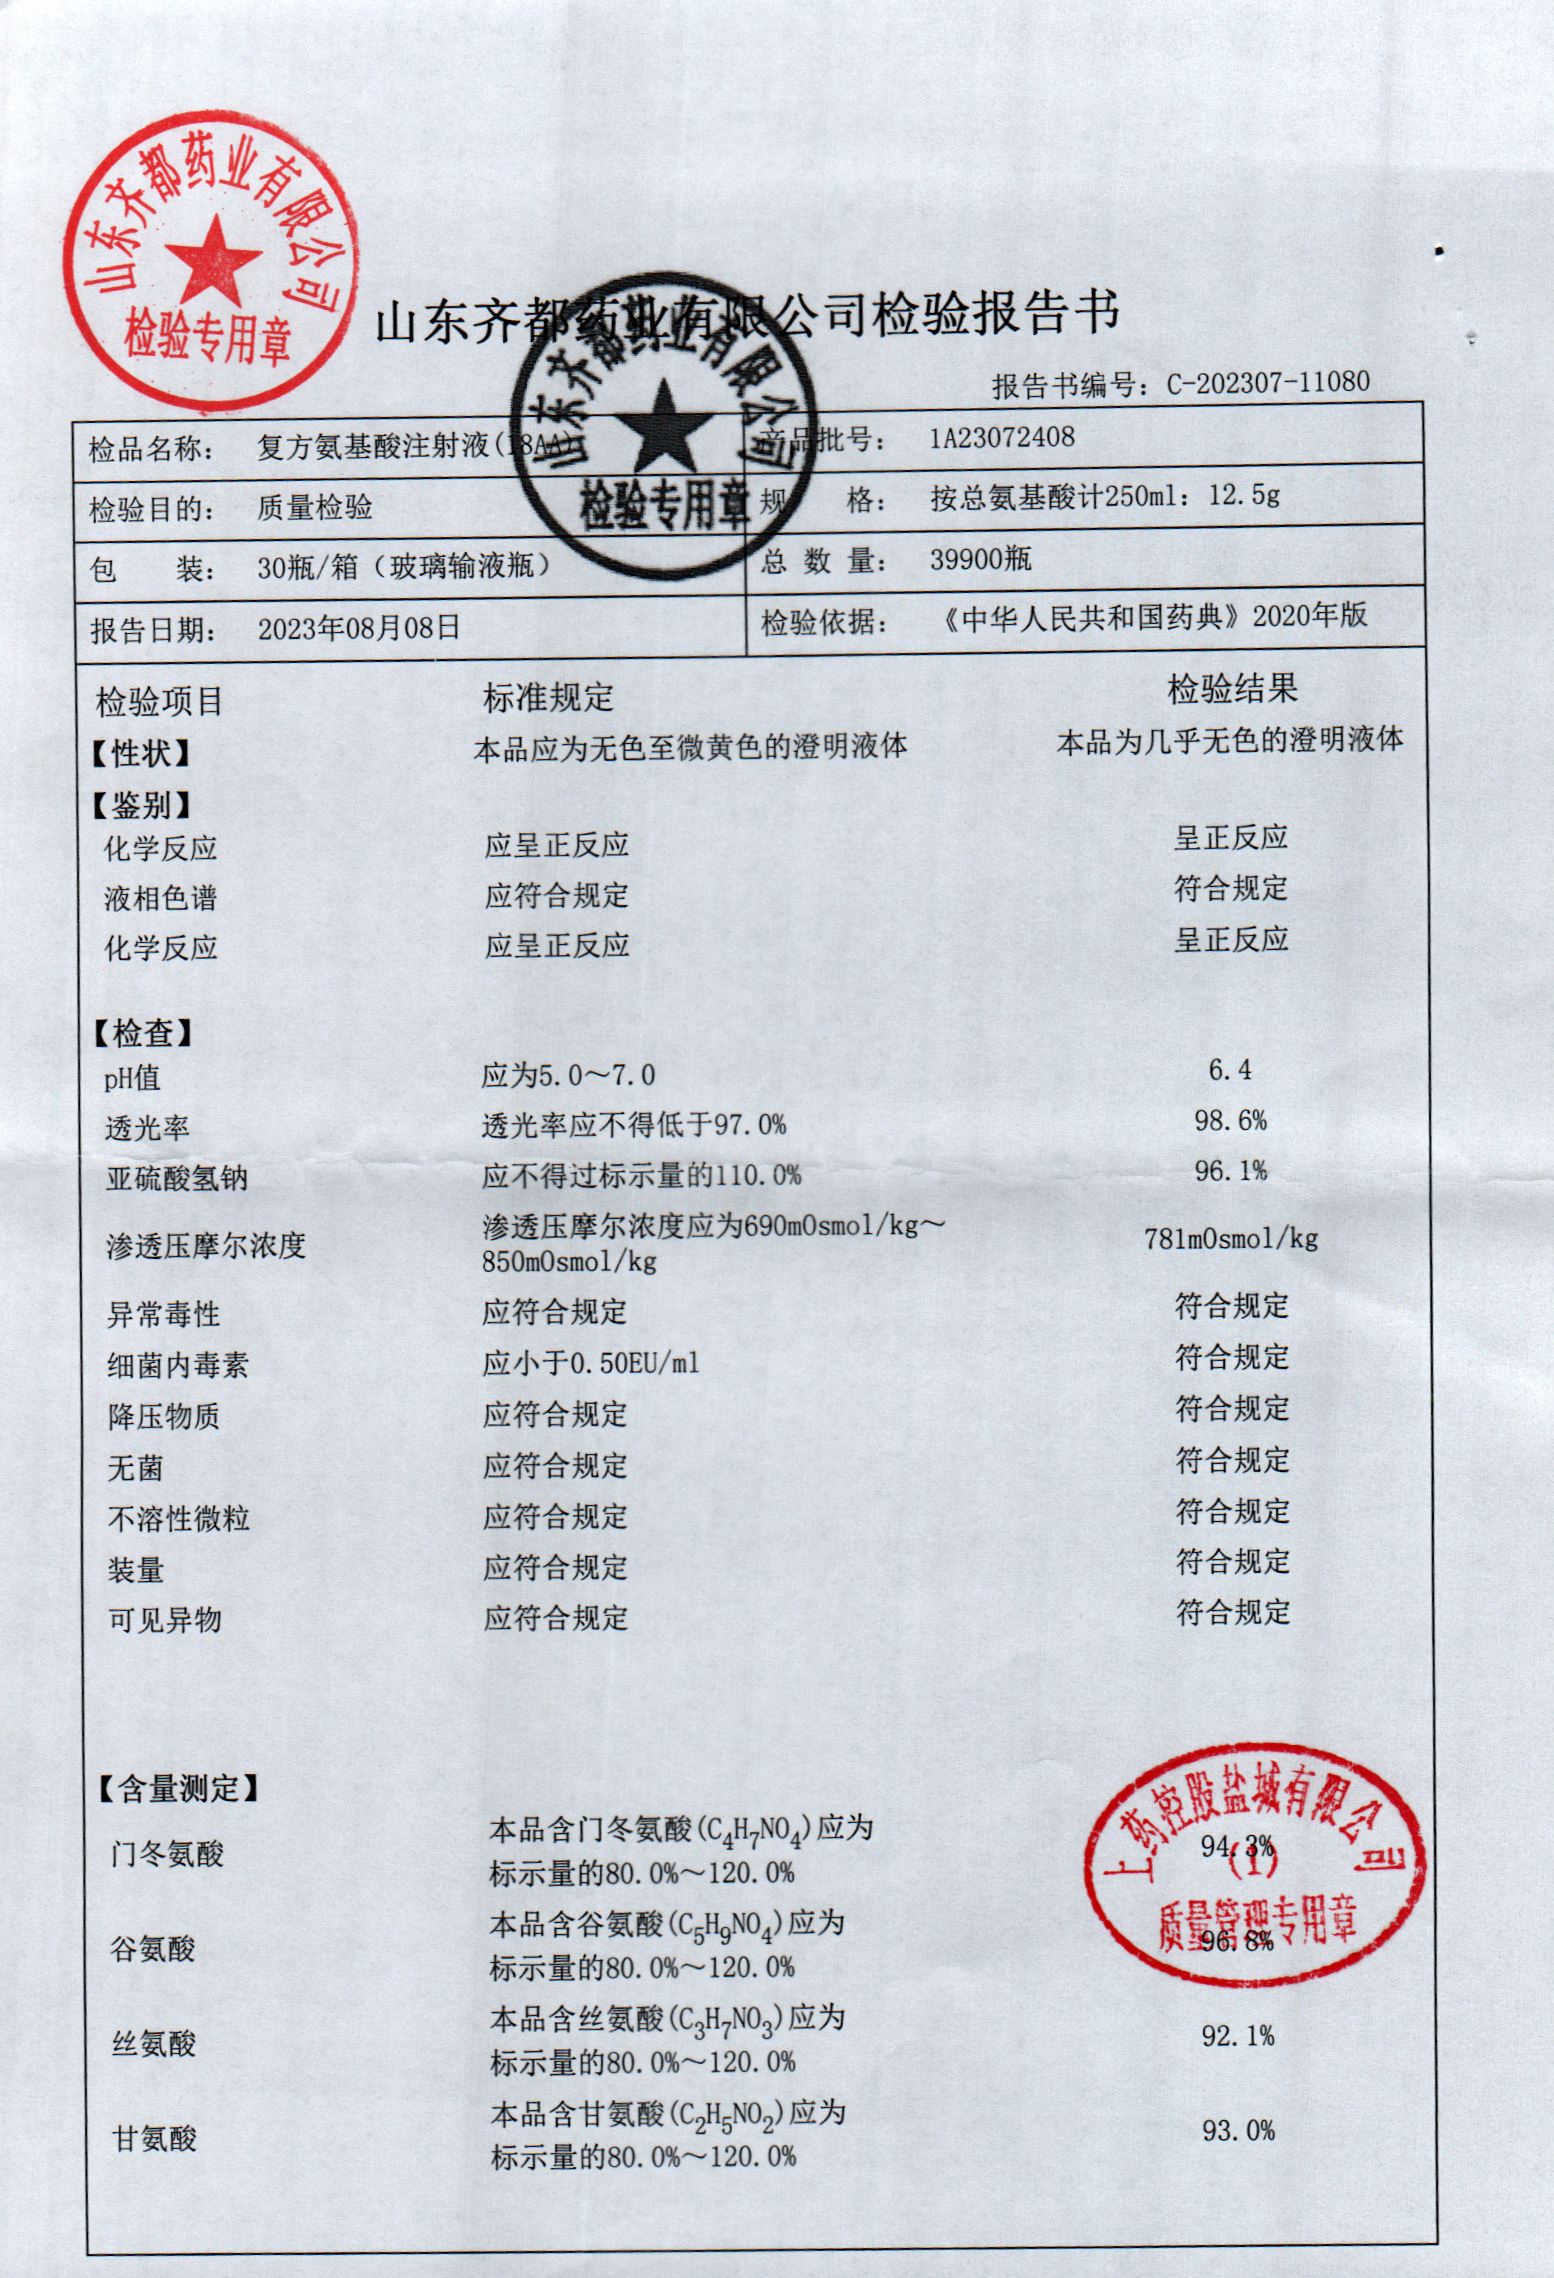 山东齐都药业有限公司
检验专用章
山东齐都药业有限公司检验报告书
山东齐都药业有限公司
检验专用章
报告书编号：C-202307-11080
检品名称： 复方氨基酸注射液(18AA) 产品批号： 1A23072408
检验目的： 质量检验 规 格： 按总氨基酸计250ml：12.5g
包 装： 30瓶/箱（玻璃输液瓶） 总 数 量： 39900瓶
报告日期： 2023年08月08日 检验依据： 《中华人民共和国药典》2020年版
检验项目 标准规定 检验结果
【性状】 本品应为无色至微黄色的澄明液体 本品为几乎无色的澄明液体
【鉴别】
化学反应 应呈正反应 呈正反应
液相色谱 应符合规定 符合规定
化学反应 应呈正反应 呈正反应
【检查】
pH值 应为5.0～7.0 6.4
透光率 透光率应不得低于97.0% 98.6%
亚硫酸氢钠 应不得过标示量的110.0% 96.1%
渗透压摩尔浓度 渗透压摩尔浓度应为690mOsmol/kg～
850mOsmol/kg 781mOsmol/kg
异常毒性 应符合规定 符合规定
细菌内毒素 应小于0.50EU/ml 符合规定
降压物质 应符合规定 符合规定
无菌 应符合规定 符合规定
不溶性微粒 应符合规定 符合规定
装量 应符合规定 符合规定
可见异物 应符合规定 符合规定
【含量测定】
门冬氨酸 本品含门冬氨酸(C₄H₇NO₄)应为
标示量的80.0%～120.0% 94.3%
谷氨酸 本品含谷氨酸(C₅H₉NO₄)应为
标示量的80.0%～120.0% 96.8%
丝氨酸 本品含丝氨酸(C₃H₇NO₃)应为
标示量的80.0%～120.0% 92.1%
甘氨酸 本品含甘氨酸(C₂H₅NO₂)应为
标示量的80.0%～120.0% 93.0%
上药控股盐城有限公司
(1)
质量管理专用章